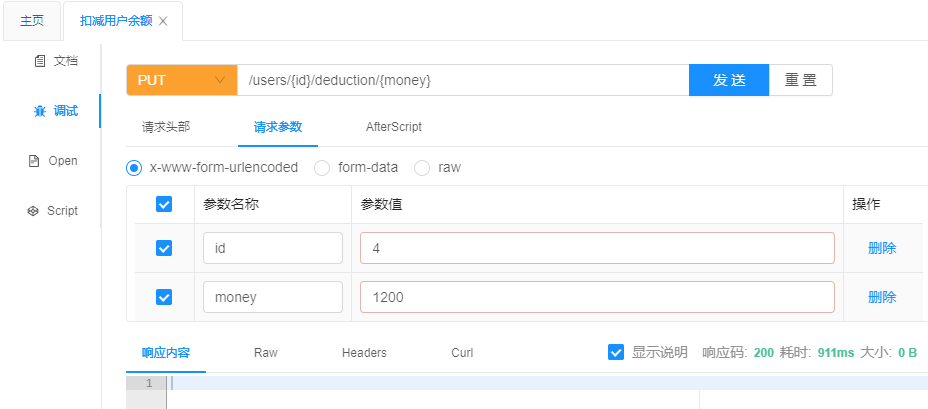 主页 扣减用户余额
文档
调试
Open
Script
PUT /users/{id}/deduction/{money} 发 送 重 置
请求头部 请求参数 AfterScript
x-www-form-urlencoded form-data raw
参数名称 参数值 操作
id 4 删除
money 1200 删除
响应内容 Raw Headers Curl 显示说明 响应码: 200 耗时: 911ms 大小: 0 B
1